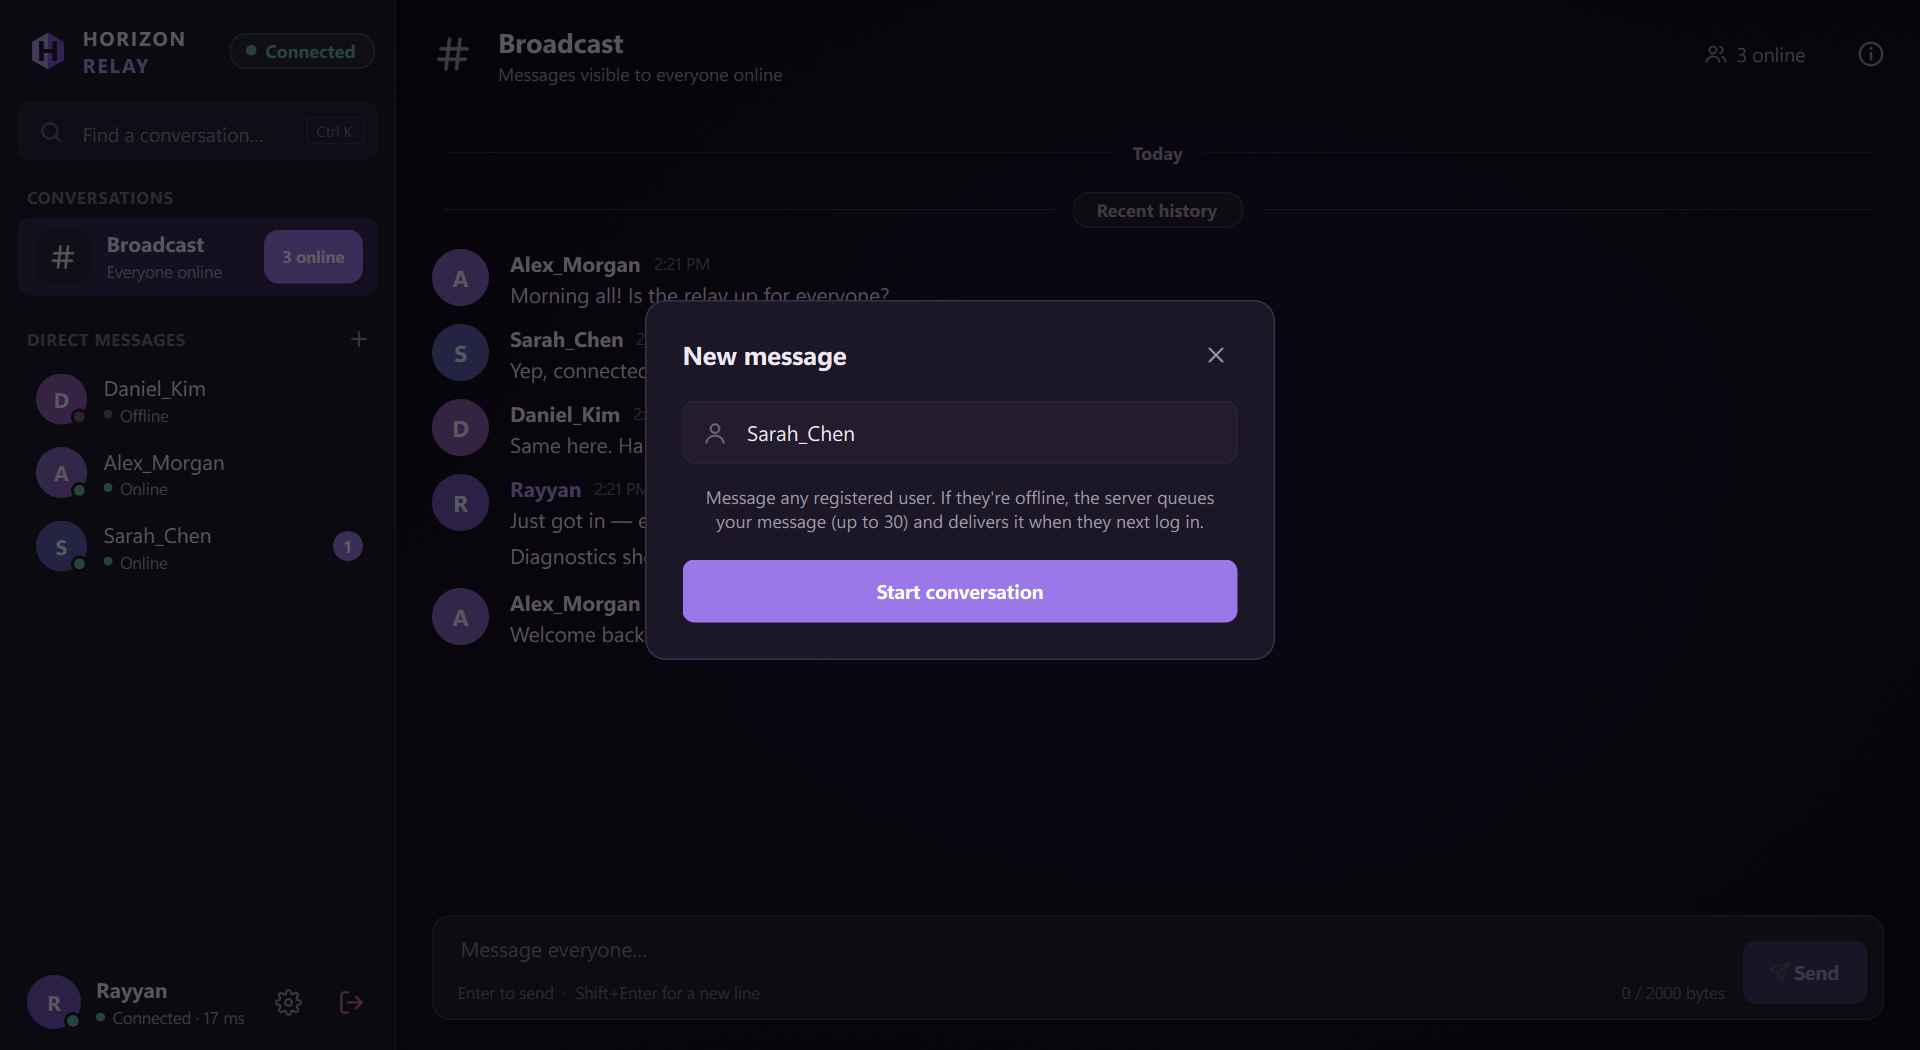 HORIZON
RELAY
Connected
Find a conversation...
Ctrl K
CONVERSATIONS
Broadcast
Everyone online
3 online
DIRECT MESSAGES
D
Daniel_Kim
Offline
A
Alex_Morgan
Online
S
Sarah_Chen
Online
1
R
Rayyan
Connected · 17 ms
Broadcast
Messages visible to everyone online
3 online
Today
Recent history
A
Alex_Morgan 2:21 PM
Morning all! Is the relay up for everyone?
S
Sarah_Chen
Yep, connected
D
Daniel_Kim
Same here.
R
Rayyan 2:21 PM
Just got in —
Diagnostics
A
Alex_Morgan
Welcome back
New message
Sarah_Chen
Message any registered user. If they're offline, the server queues
your message (up to 30) and delivers it when they next log in.
Start conversation
Message everyone...
Enter to send · Shift+Enter for a new line
0 / 2000 bytes
Send